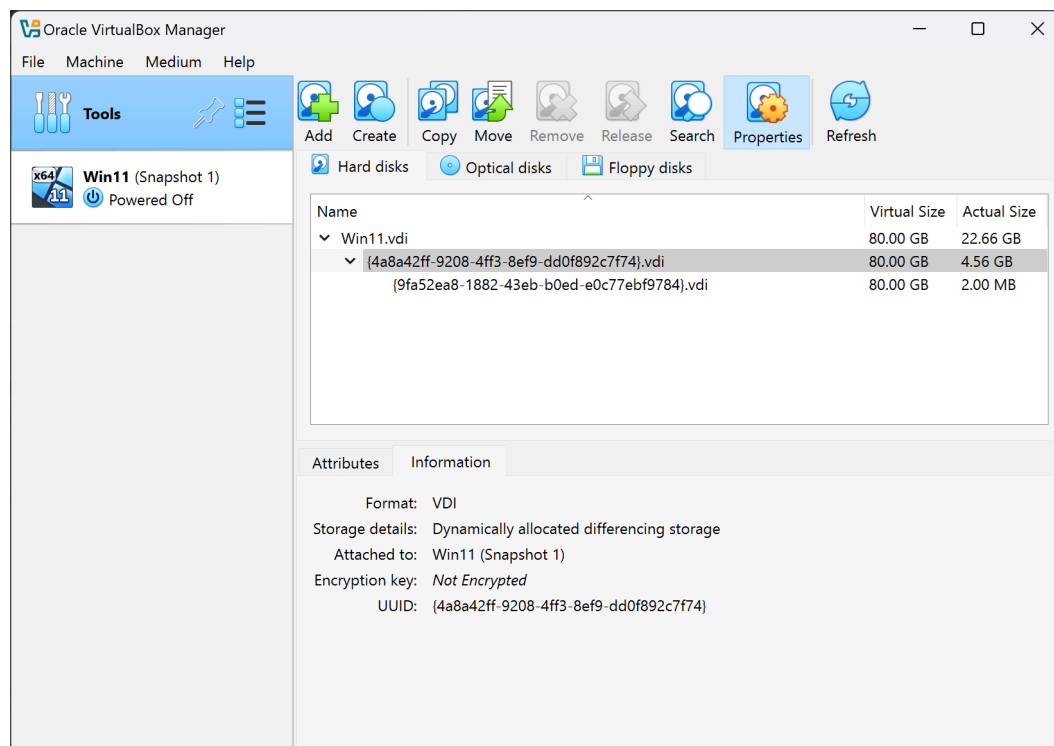 Oracle VirtualBox Manager
File Machine Medium Help
Tools
Add Create Copy Move Remove Release Search Properties Refresh
x64 11
Win11 (Snapshot 1)
Powered Off
Hard disks Optical disks Floppy disks
Name Virtual Size Actual Size
Win11.vdi 80.00 GB 22.66 GB
{4a8a42ff-9208-4ff3-8ef9-dd0f892c7f74}.vdi 80.00 GB 4.56 GB
{9fa52ea8-1882-43eb-b0ed-e0c77ebf9784}.vdi 80.00 GB 2.00 MB
Attributes Information
Format: VDI
Storage details: Dynamically allocated differencing storage
Attached to: Win11 (Snapshot 1)
Encryption key: Not Encrypted
UUID: {4a8a42ff-9208-4ff3-8ef9-dd0f892c7f74}